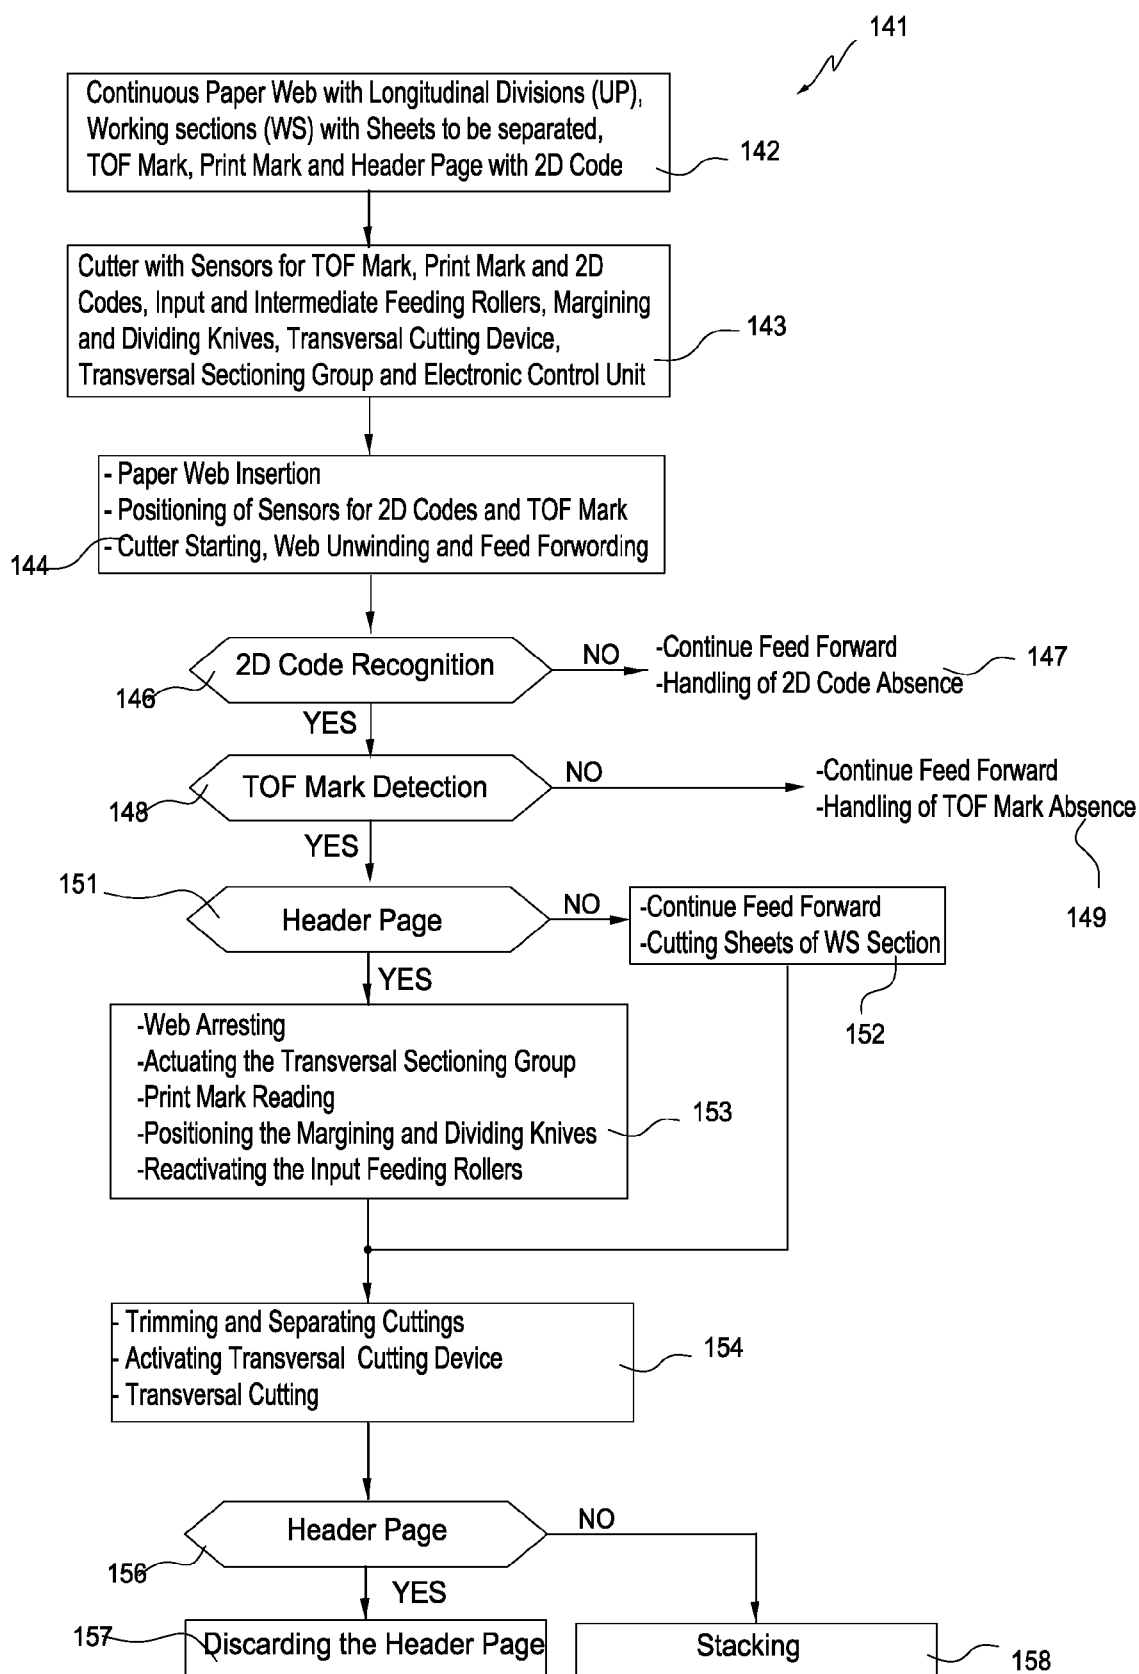 141
Continuous Paper Web with Longitudinal Divisions (UP),
Working sections (WS) with Sheets to be separated,
TOF Mark, Print Mark and Header Page with 2D Code
142
Cutter with Sensors for TOF Mark, Print Mark and 2D
Codes, Input and Intermediate Feeding Rollers, Margining
and Dividing Knives, Transversal Cutting Device,
Transversal Sectioning Group and Electronic Control Unit
143
- Paper Web Insertion
- Positioning of Sensors for 2D Codes and TOF Mark
- Cutter Starting, Web Unwinding and Feed Forwording
144
2D Code Recognition
146
NO
-Continue Feed Forward
-Handling of 2D Code Absence
147
YES
TOF Mark Detection
148
NO
-Continue Feed Forward
-Handling of TOF Mark Absence
149
YES
151
Header Page
NO
-Continue Feed Forward
-Cutting Sheets of WS Section
152
YES
-Web Arresting
-Actuating the Transversal Sectioning Group
-Print Mark Reading
-Positioning the Margining and Dividing Knives
-Reactivating the Input Feeding Rollers
153
- Trimming and Separating Cuttings
- Activating Transversal Cutting Device
- Transversal Cutting
154
Header Page
156
NO
YES
157
Discarding the Header Page
Stacking
158